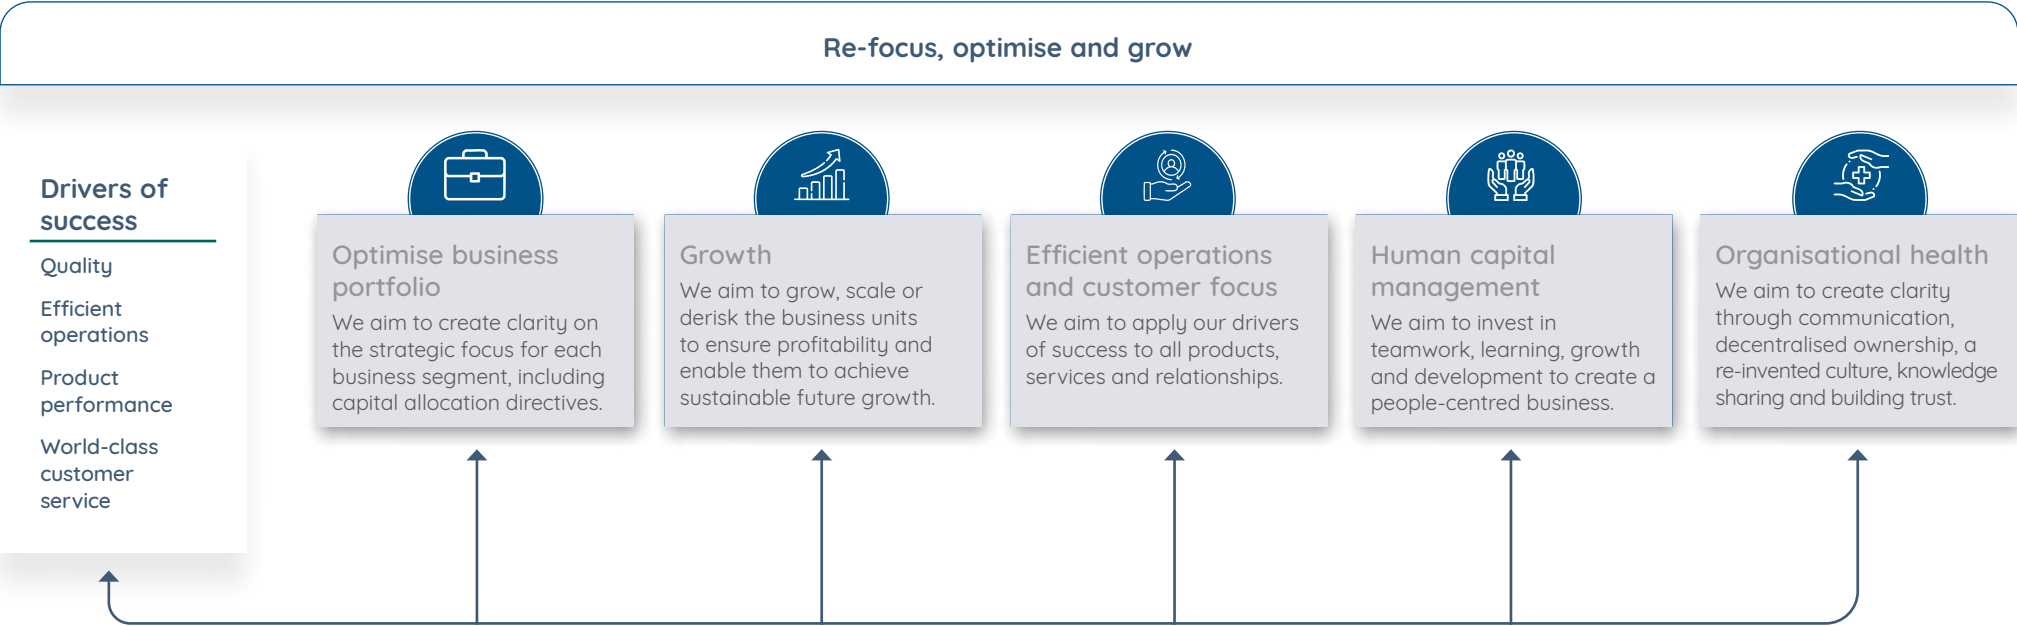 Re-focus, optimise and grow
Drivers of
success
Quality
Efficient
operations
Product
performance
World-class
customer
service
Optimise business
portfolio
We aim to create clarity on
the strategic focus for each
business segment, including
capital allocation directives.
Growth
We aim to grow, scale or
derisk the business units
to ensure profitability and
enable them to achieve
sustainable future growth.
Efficient operations
and customer focus
We aim to apply our drivers
of success to all products,
services and relationships.
Human capital
management
We aim to invest in
teamwork, learning, growth
and development to create a
people-centred business.
Organisational health
We aim to create clarity
through communication,
decentralised ownership, a
re-invented culture, knowledge
sharing and building trust.